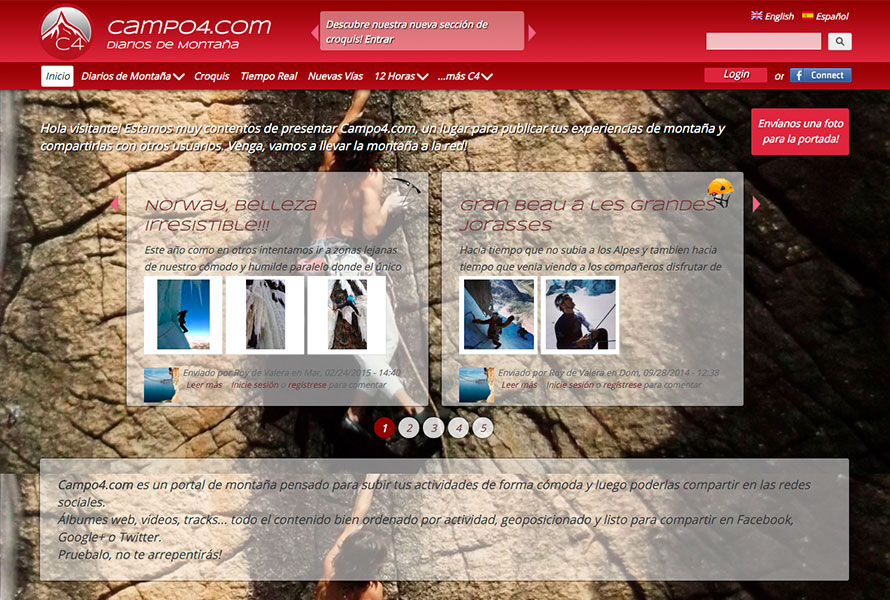 CAMPO4.COM
DIARIOS DE MONTAÑA
C4
Descubre nuestra nueva sección de
croquis! Entrar
English
Español
Inicio
Diarios de Montaña
Croquis
Tiempo Real
Nuevas Vías
12 Horas
...más C4
Login
or
f Connect
Hola visitante! Estamos muy contentos de presentar Campo4.com, un lugar para publicar tus experiencias de montaña y
compartirlas con otros usuarios. Venga, vamos a llevar la montaña a la red!
Envíanos una foto
para la portada!
Norway, belleza
irresistible!!!
Este año como en otros intentamos ir a zonas lejanas
de nuestro cómodo y humilde paralelo donde el único
Enviado por Roy de Valera en Mar, 02/24/2015 - 14:40
Leer más Inicie sesión o regístrese para comentar
Gran Beau a les Grandes
Jorasses
Hacia tiempo que no subia a los Alpes y tambien hacia
tiempo que venia viendo a los compañeros disfrutar de
Enviado por Roy de Valera en Dom, 09/28/2014 - 12:38
Leer más Inicie sesión o regístrese para comentar
1 2 3 4 5
Campo4.com es un portal de montaña pensado para subir tus actividades de forma cómoda y luego poderlas compartir en las redes
sociales.
Álbumes web, vídeos, tracks... todo el contenido bien ordenado por actividad, geoposicionado y listo para compartir en Facebook,
Google+ o Twitter.
Pruebalo, no te arrepentirás!